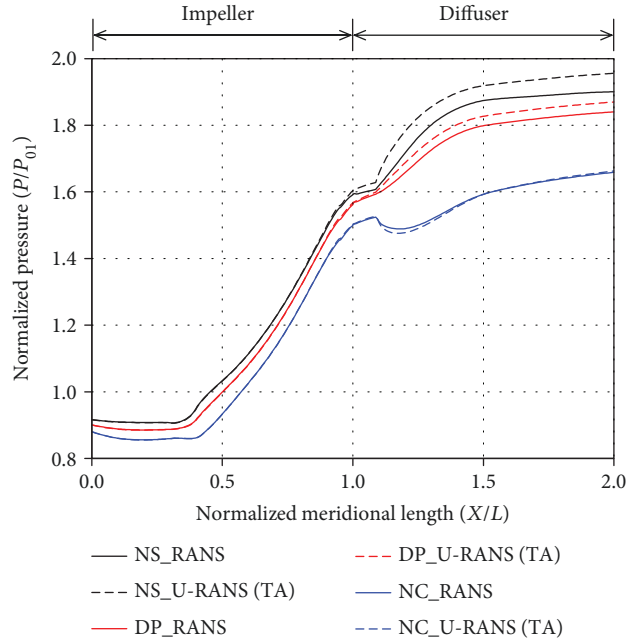 Impeller Diffuser
2.0
1.8
1.6
1.4
1.2
1.0
0.8
Normalized pressure (P/P01)
0.0 0.5 1.0 1.5 2.0
Normalized meridional length (X/L)
NS_RANS DP_U-RANS (TA)
NS_U-RANS (TA) NC_RANS
DP_RANS NC_U-RANS (TA)